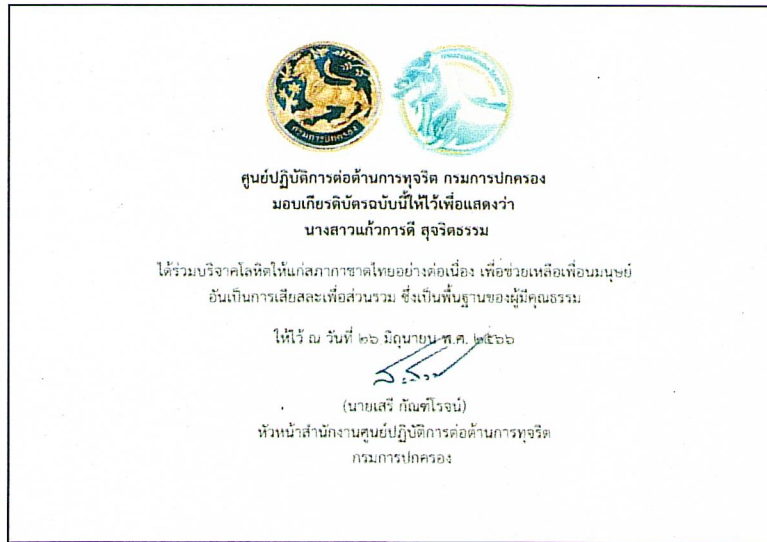 กรมการปกครอง
ศูนย์ปฏิบัติการต่อต้านการทุจริต กรมการปกครอง
มอบเกียรติบัตรฉบับนี้ให้ไว้เพื่อแสดงว่า
นางสาวแก้วการดี สุจริตธรรม
ได้ร่วมบริจาคโลหิตให้แก่สภากาชาดไทยอย่างต่อเนื่อง เพื่อช่วยเหลือเพื่อนมนุษย์
อันเป็นการเสียสละเพื่อส่วนรวม ซึ่งเป็นพื้นฐานของผู้มีคุณธรรม
ให้ไว้ ณ วันที่ ๒๖ มิถุนายน พ.ศ. ๒๕๖๖
(นายเสรี กัณฑ์โรจน์)
หัวหน้าสำนักงานศูนย์ปฏิบัติการต่อต้านการทุจริต
กรมการปกครอง